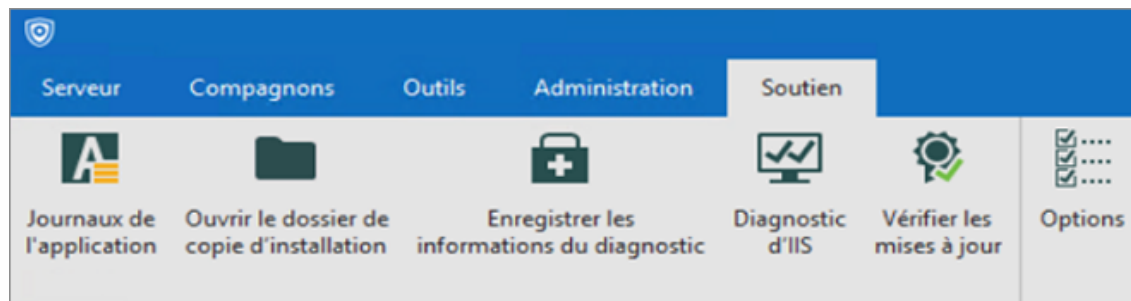 Serveur Compagnons Outils Administration Soutien
Journaux de
l'application
Ouvrir le dossier de
copie d'installation
Enregistrer les
informations du diagnostic
Diagnostic
d'IIS
Vérifier les
mises à jour
Options